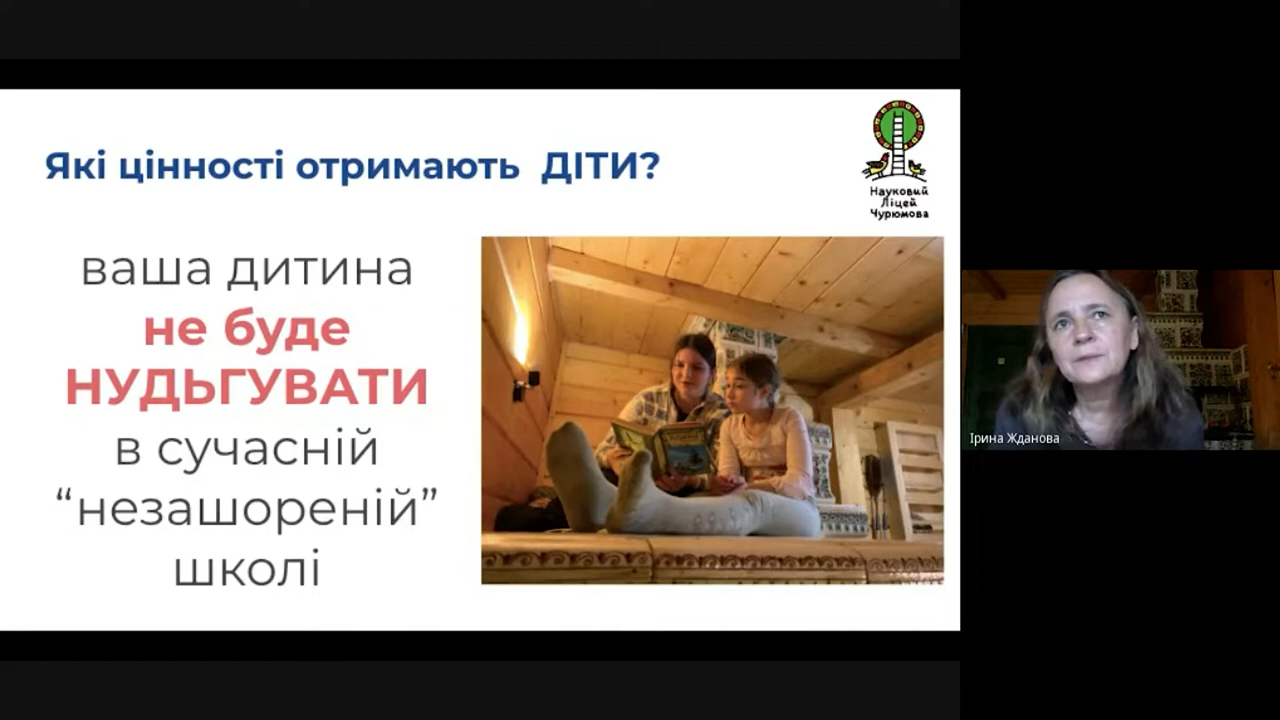 Які цінності отримають ДІТИ?
Науковий
Ліцей
Чурюмова
ваша дитина
не буде
НУДЬГУВАТИ
в сучасній
“незашореній”
школі
Ірина Жданова